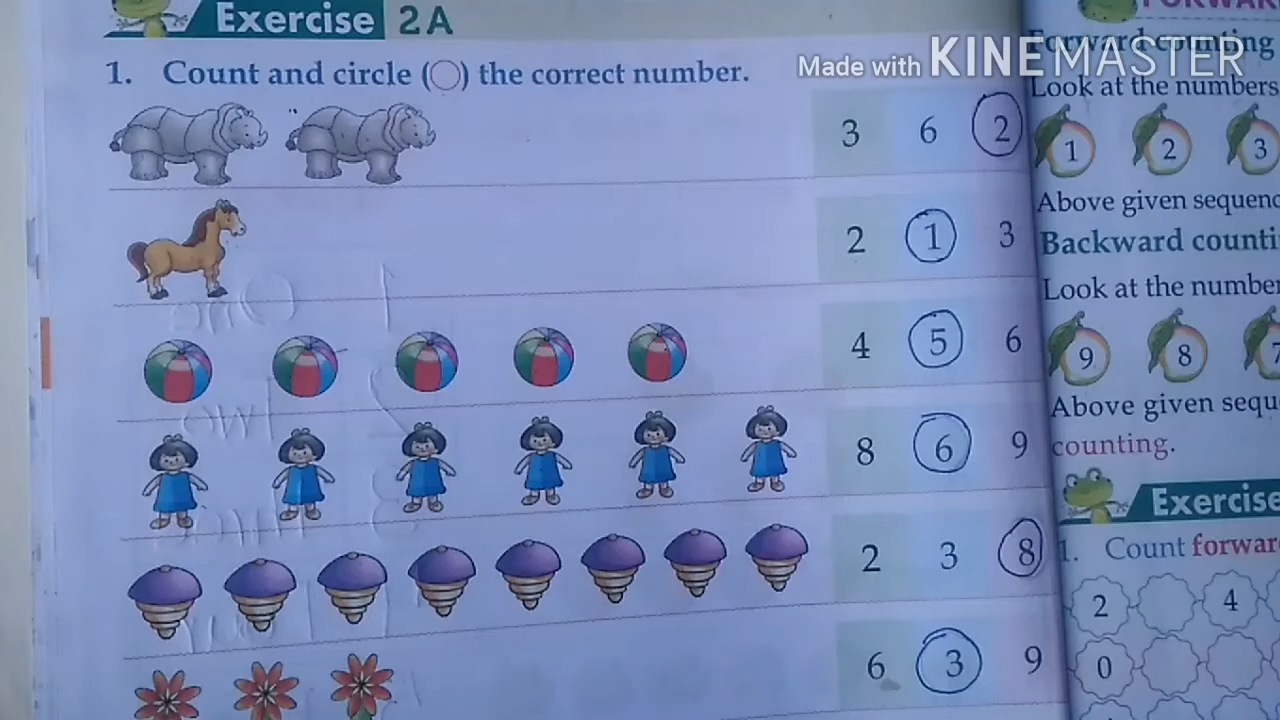 Exercise 2A
1. Count and circle (○) the correct number.
3 6 2
2 1 3
4 5 6
8 6 9
2 3 8
6 3 9
Made with KINEMASTER
Forward counting
Look at the numbers
1 2 3
Above given sequenc
Backward counti
Look at the number
9 8 7
Above given sequ
counting.
Exercise
1. Count forwar
2 4
0